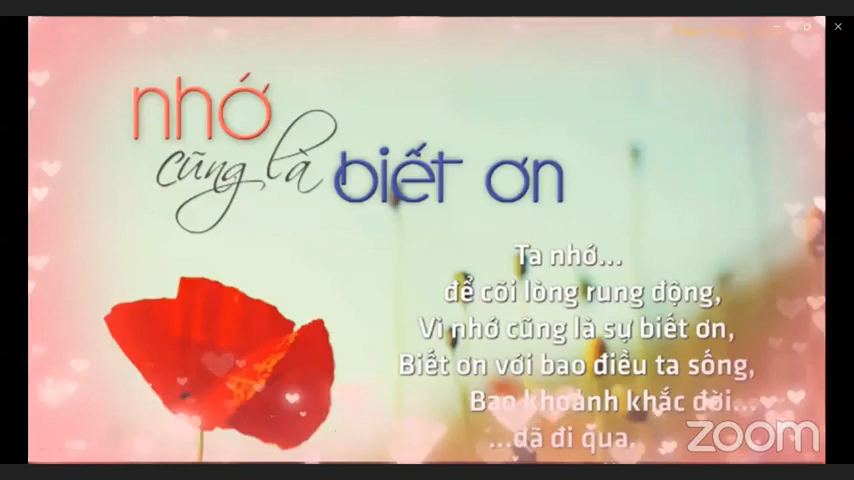 nhớ
cũng là
biết ơn
Ta nhớ...
để cõi lòng rung động,
Vì nhớ cũng là sự biết ơn,
Biết ơn với bao điều ta sống,
Bao khoảnh khắc đời...
...đã đi qua.
zoom